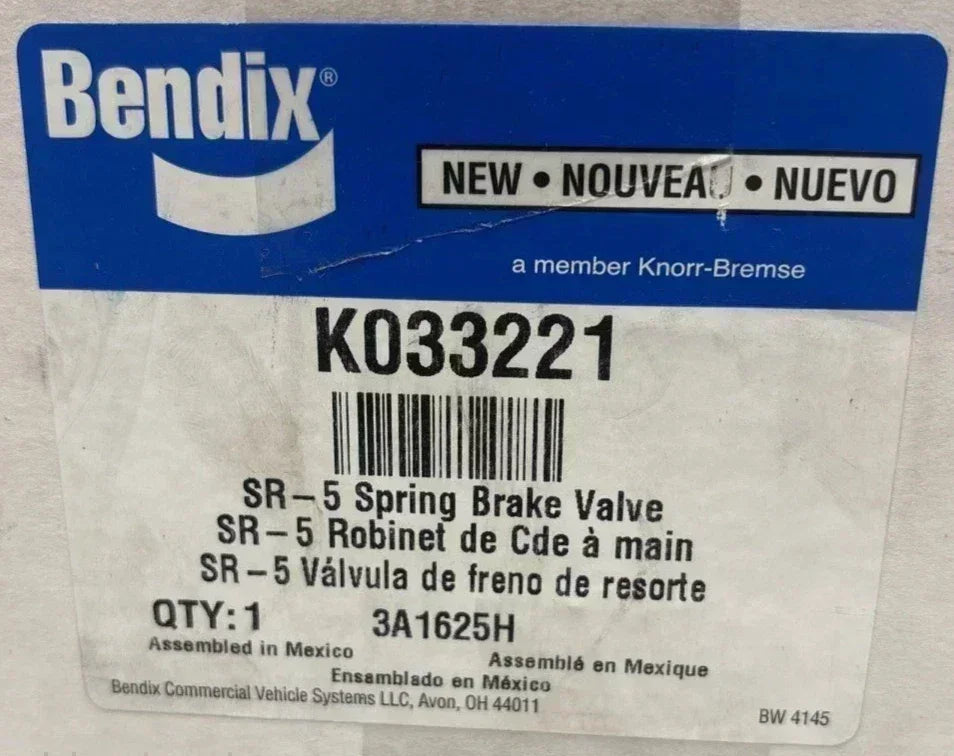 Bendix®
NEW • NOUVEAU • NUEVO
a member Knorr-Bremse
K033221
SR-5 Spring Brake Valve
SR-5 Robinet de Cde à main
SR-5 Válvula de freno de resorte
QTY: 1 3A1625H
Assembled in Mexico
Assemblé en Mexique
Ensamblado en México
Bendix Commercial Vehicle Systems LLC, Avon, OH 44011
BW 4145